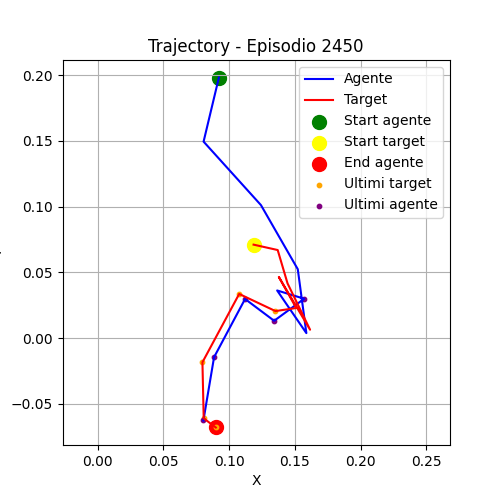 Trajectory - Episodio 2450
Agente
Target
Start agente
Start target
End agente
Ultimi target
Ultimi agente
0.20
0.15
0.10
0.05
0.00
−0.05
0.00 0.05 0.10 0.15 0.20 0.25
X